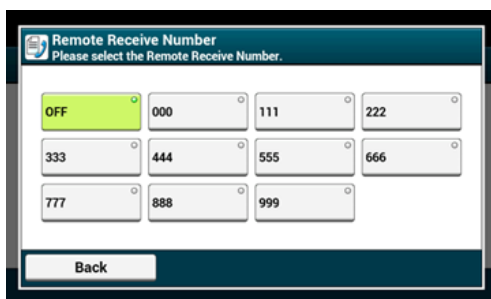 Remote Receive Number
Please select the Remote Receive Number.
OFF 000 111 222
333 444 555 666
777 888 999
Back